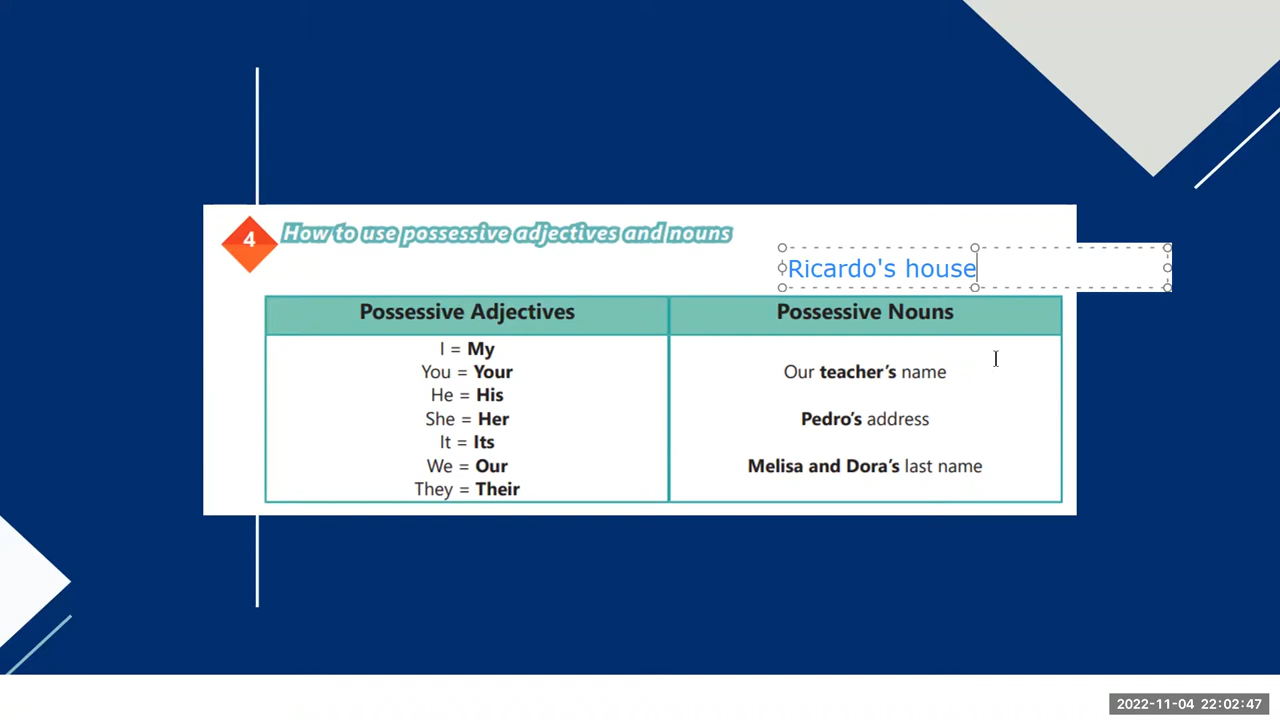 4
How to use possessive adjectives and nouns
Ricardo's house
Possessive Adjectives
Possessive Nouns
I = My
You = Your
He = His
She = Her
It = Its
We = Our
They = Their
Our teacher’s name
Pedro’s address
Melisa and Dora’s last name
2022-11-04 22:02:47